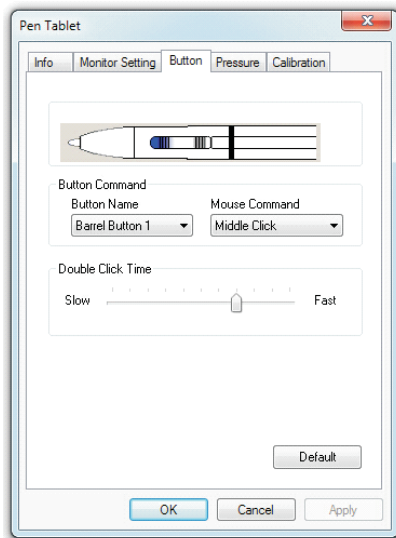 Pen Tablet
Info Monitor Setting Button Pressure Calibration
Button Command
Button Name Mouse Command
Barrel Button 1 Middle Click
Double Click Time
Slow Fast
Default
OK Cancel Apply